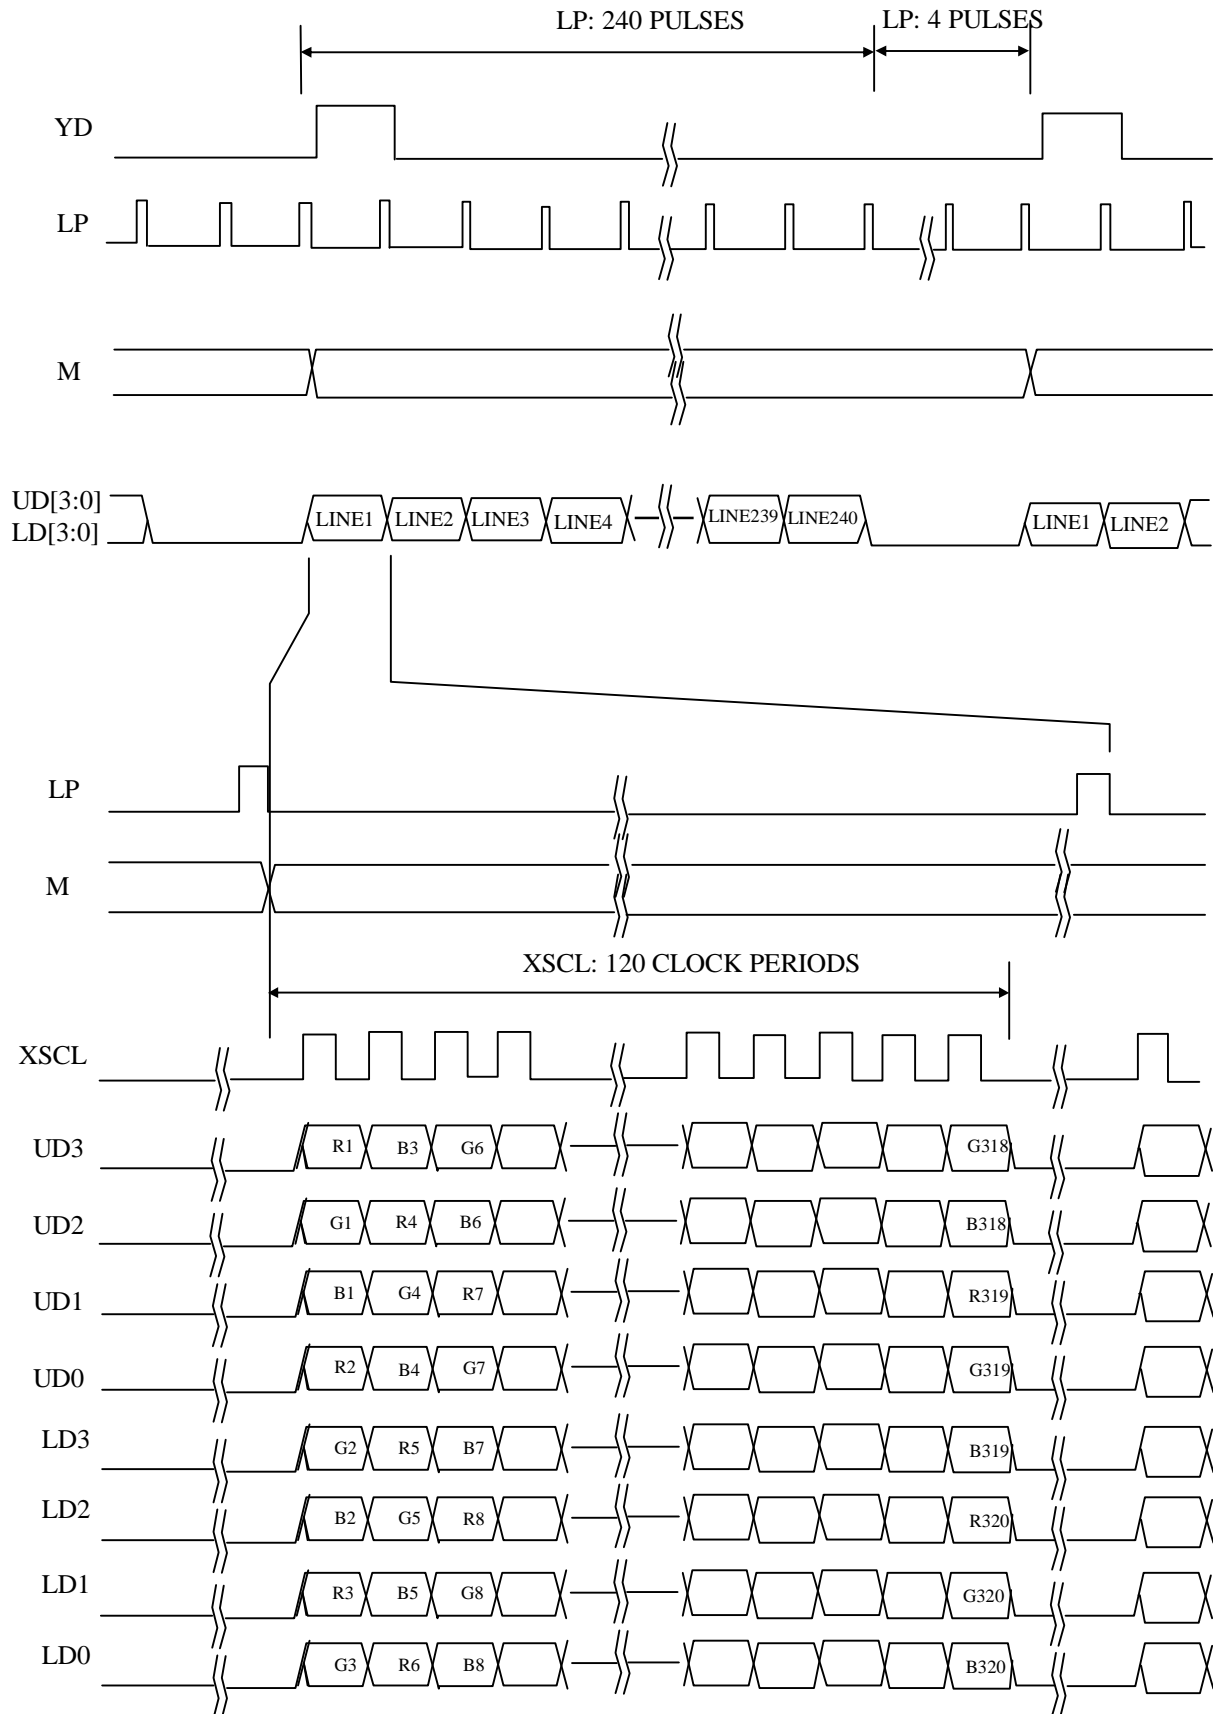 LP: 240 PULSES LP: 4 PULSES
YD
LP
M
UD[3:0]
LD[3:0]
LINE1 LINE2 LINE3 LINE4 LINE239 LINE240 LINE1 LINE2
LP
M
XSCL: 120 CLOCK PERIODS
XSCL
UD3 R1 B3 G6 G318
UD2 G1 R4 B6 B318
UD1 B1 G4 R7 R319
UD0 R2 B4 G7 G319
LD3 G2 R5 B7 B319
LD2 B2 G5 R8 R320
LD1 R3 B5 G8 G320
LD0 G3 R6 B8 B320